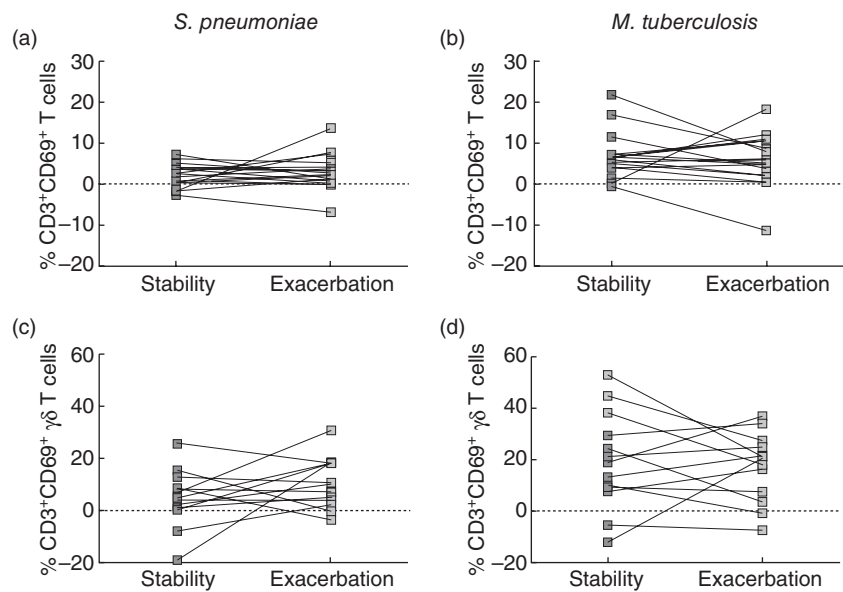 S. pneumoniae
M. tuberculosis
(a)
% CD3+CD69+ T cells
30
20
10
0
–10
–20
Stability
Exacerbation
(b)
% CD3+CD69+ T cells
30
20
10
0
–10
–20
Stability
Exacerbation
(c)
% CD3+CD69+ γδ T cells
60
40
20
0
–20
Stability
Exacerbation
(d)
% CD3+CD69+ γδ T cells
60
40
20
0
–20
Stability
Exacerbation